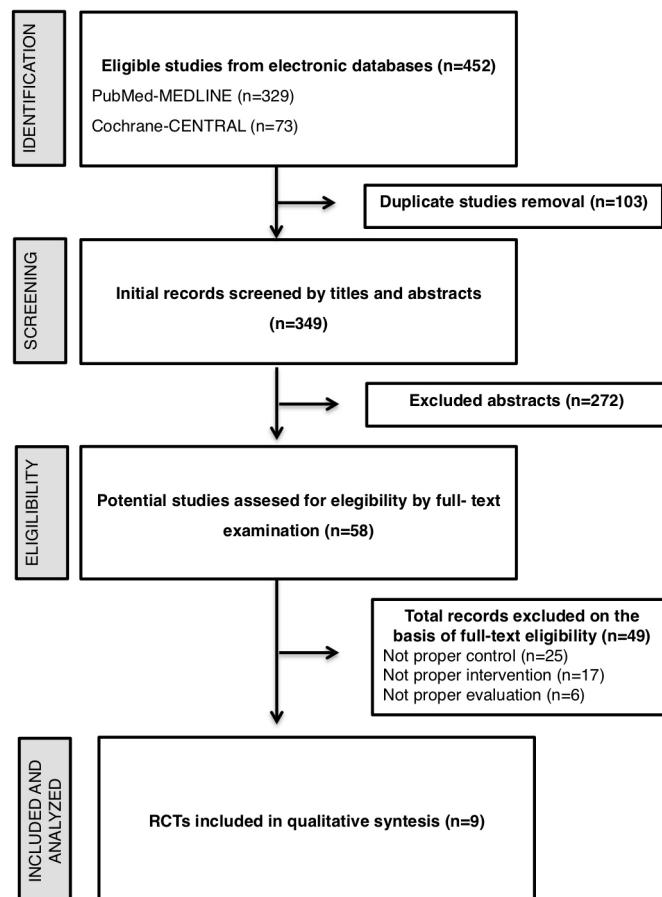 IDENTIFICATION
Eligible studies from electronic databases (n=452)
PubMed-MEDLINE (n=329)
Cochrane-CENTRAL (n=73)
Duplicate studies removal (n=103)
SCREENING
Initial records screened by titles and abstracts
(n=349)
Excluded abstracts (n=272)
ELIGILIBILITY
Potential studies assesed for elegibility by full- text
examination (n=58)
Total records excluded on the
basis of full-text eligibility (n=49)
Not proper control (n=25)
Not proper intervention (n=17)
Not proper evaluation (n=6)
INCLUDED AND
ANALYZED
RCTs included in qualitative syntesis (n=9)